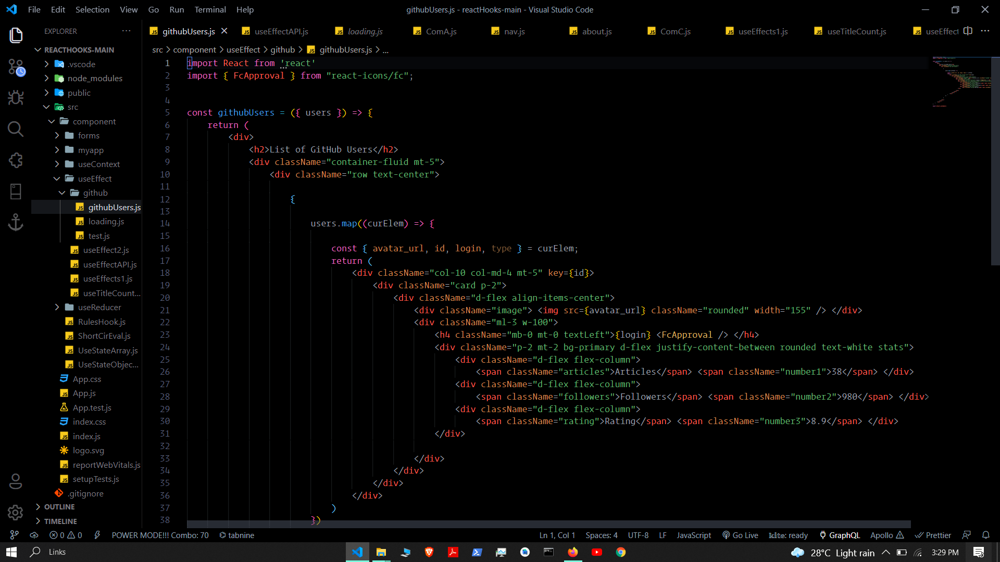 File Edit Selection View Go Run Terminal Help
githubUsers.js - reactHooks-main - Visual Studio Code
EXPLORER
githubUsers.js useEffectAPI.js loading.js ComA.js nav.js about.js ComC.js useEffects1.js useTitleCount.js useEffect
src > component > useEffect > github > JS githubUsers.js > ...
REACTHOOKS-MAIN
.vscode
node_modules
public
src
component
forms
myapp
useContext
useEffect
github
githubUsers.js
loading.js
test.js
useEffect2.js
useEffectAPI.js
useEffects1.js
useTitleCount...
useReducer
RulesHook.js
ShortCirEval.js
UseStateArray.js
UseStateObjec...
App.css
App.js
App.test.js
index.css
index.js
logo.svg
reportWebVitals.js
setupTests.js
.gitignore
OUTLINE
TIMELINE
1 import React from 'react'
2 import { FcApproval } from "react-icons/fc";
3
4
5 const githubUsers = ({ users }) => {
6 return (
7 <div>
8 <h2>List of GitHub Users</h2>
9 <div className="container-fluid mt-5">
10 <div className="row text-center">
11
12 {
13
14 users.map((curElem) => {
15
16 const { avatar_url, id, login, type } = curElem;
17 return (
18 <div className="col-10 col-md-4 mt-5" key={id}>
19 <div className="card p-2">
20 <div className="d-flex align-items-center">
21 <div className="image"> <img src={avatar_url} className="rounded" width="155" /> </div>
22 <div className="ml-3 w-100">
23 <h4 className="mb-0 mt-0 textLeft">{login} <FcApproval /> </h4>
24 <div className="p-2 mt-2 bg-primary d-flex justify-content-between rounded text-white stats">
25 <div className="d-flex flex-column">
26 <span className="articles">Articles</span> <span className="number1">38</span> </div>
27 <div className="d-flex flex-column">
28 <span className="followers">Followers</span> <span className="number2">980</span> </div>
29 <div className="d-flex flex-column">
30 <span className="rating">Rating</span> <span className="number3">8.9</span> </div>
31 </div>
32
33 </div>
34 </div>
35 </div>
36 </div>
37 )
38 })
0 0 POWER MODE!!! Combo: 70 tabnine
Ln 1, Col 1 Spaces: 4 UTF-8 LF JavaScript Go Live kite: ready GraphQL Apollo Prettier
Links
28°C Light rain 3:29 PM